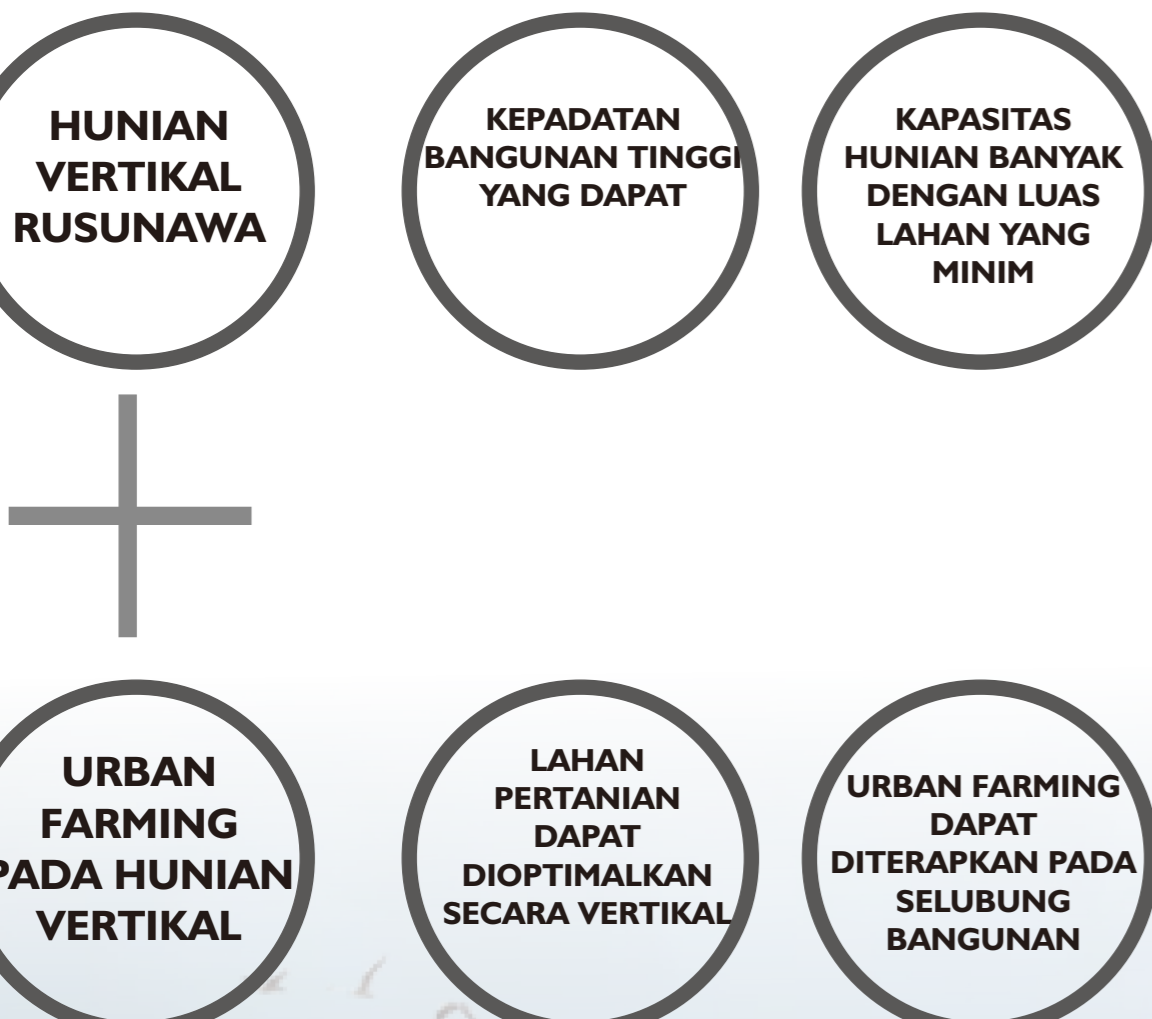 HUNIAN
VERTIKAL
RUSUNAWA
KEPADATAN
BANGUNAN TINGGI
YANG DAPAT
KAPASITAS
HUNIAN BANYAK
DENGAN LUAS
LAHAN YANG
MINIM
URBAN
FARMING
PADA HUNIAN
VERTIKAL
LAHAN
PERTANIAN
DAPAT
DIOPTIMALKAN
SECARA VERTIKAL
URBAN FARMING
DAPAT
DITERAPKAN PADA
SELUBUNG
BANGUNAN